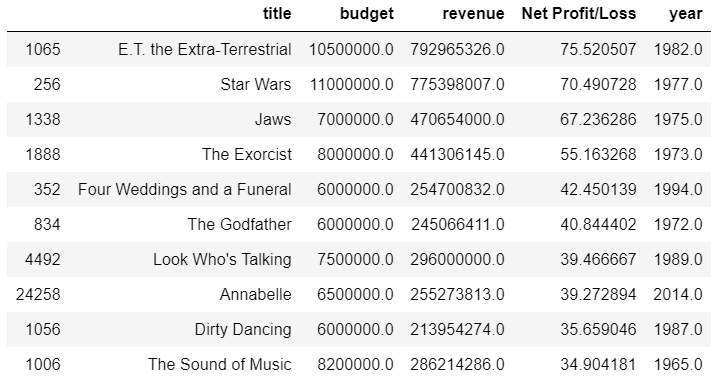 title budget revenue Net Profit/Loss year
1065 E.T. the Extra-Terrestrial 10500000.0 792965326.0 75.520507 1982.0
256 Star Wars 11000000.0 775398007.0 70.490728 1977.0
1338 Jaws 7000000.0 470654000.0 67.236286 1975.0
1888 The Exorcist 8000000.0 441306145.0 55.163268 1973.0
352 Four Weddings and a Funeral 6000000.0 254700832.0 42.450139 1994.0
834 The Godfather 6000000.0 245066411.0 40.844402 1972.0
4492 Look Who's Talking 7500000.0 296000000.0 39.466667 1989.0
24258 Annabelle 6500000.0 255273813.0 39.272894 2014.0
1056 Dirty Dancing 6000000.0 213954274.0 35.659046 1987.0
1006 The Sound of Music 8200000.0 286214286.0 34.904181 1965.0